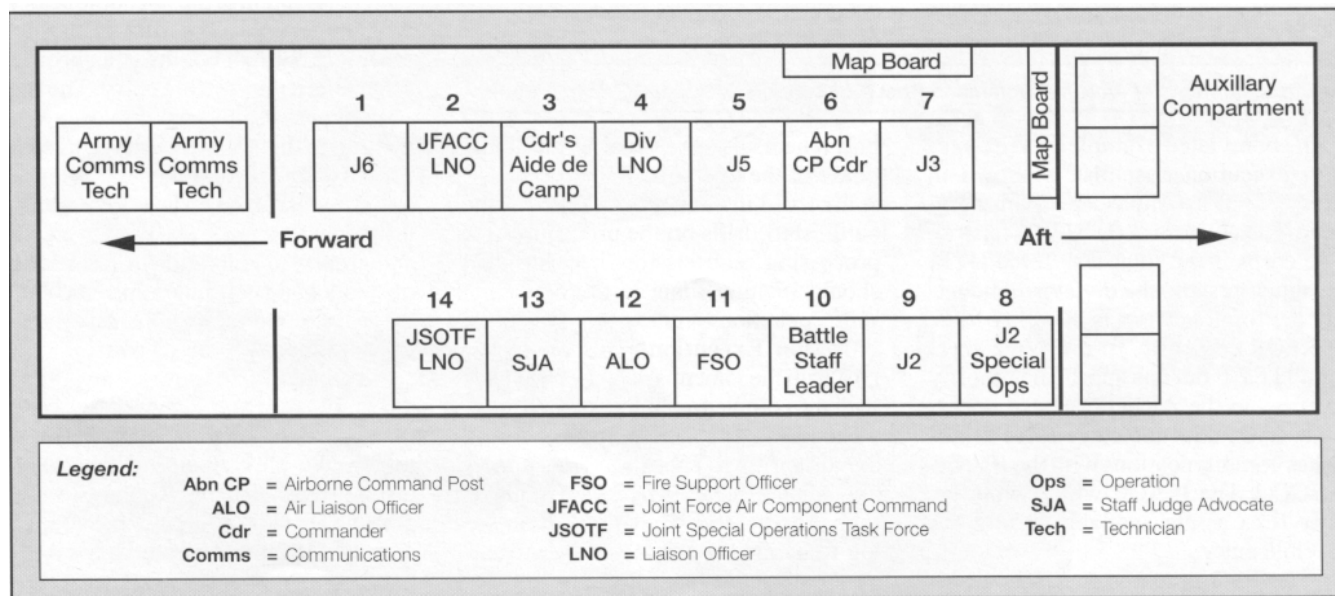 Map Board
Map Board
Auxillary
Compartment
1 2 3 4 5 6 7
Army
Comms
Tech
Army
Comms
Tech
J6
JFACC
LNO
Cdr's
Aide de
Camp
Div
LNO
J5
Abn
CP Cdr
J3
Forward
Aft
14 13 12 11 10 9 8
JSOTF
LNO
SJA
ALO
FSO
Battle
Staff
Leader
J2
J2
Special
Ops
Legend:
Abn CP = Airborne Command Post
ALO = Air Liaison Officer
Cdr = Commander
Comms = Communications
FSO = Fire Support Officer
JFACC = Joint Force Air Component Command
JSOTF = Joint Special Operations Task Force
LNO = Liaison Officer
Ops = Operation
SJA = Staff Judge Advocate
Tech = Technician